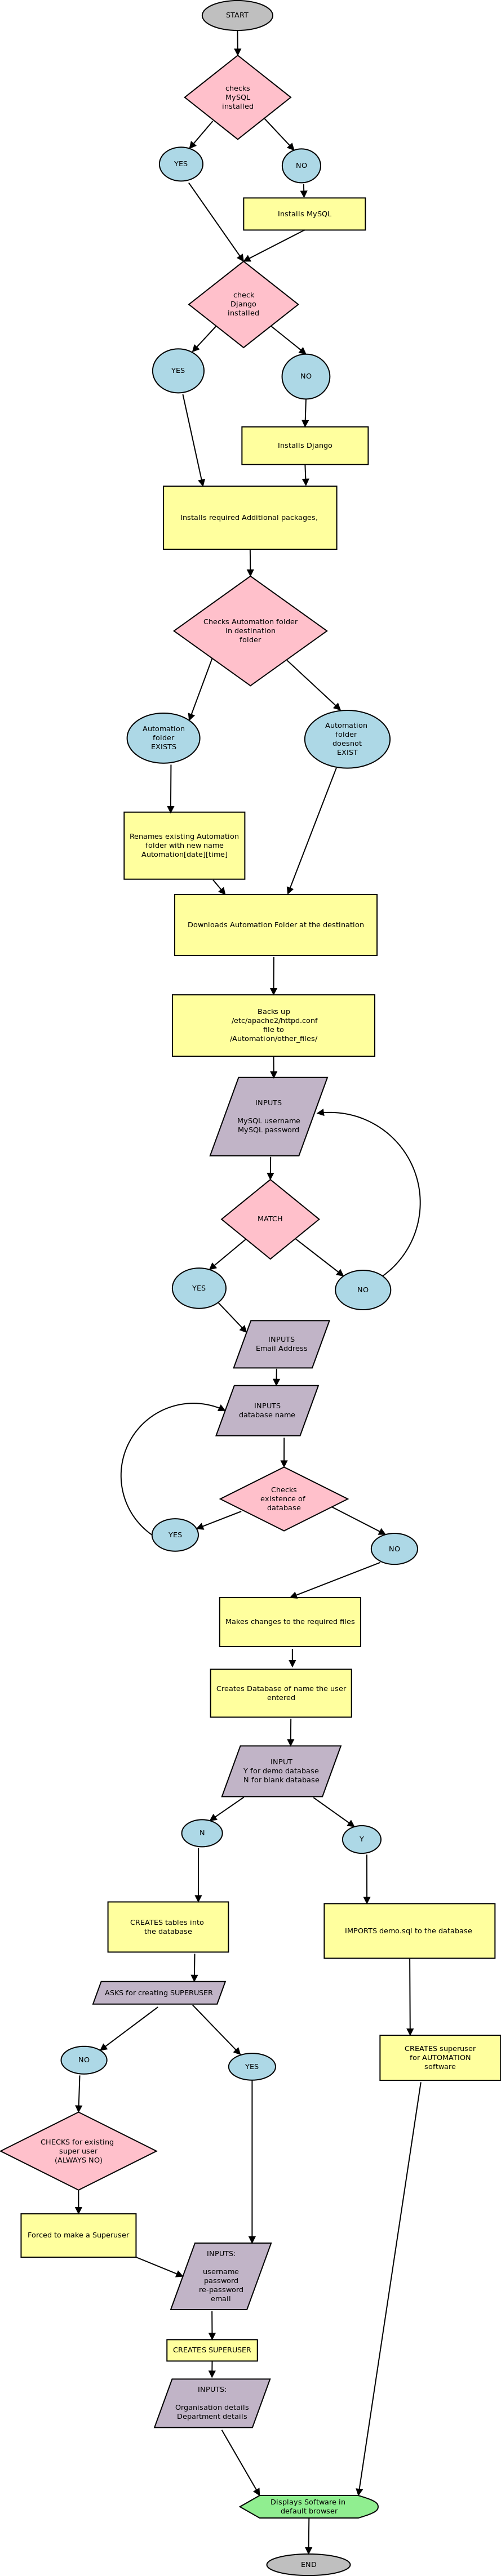 START
checks
MySQL
installed
YES
NO
Installs MySQL
check
Django
installed
YES
NO
Installs Django
Installs required Additional packages,
Checks Automation folder
in destination
folder
Automation
folder
EXISTS
Automation
folder
doesnot
EXIST
Renames existing Automation
folder with new name
Automation[date][time]
Downloads Automation Folder at the destination
Backs up
/etc/apache2/httpd.conf
file to
/Automation/other_files/
INPUTS
MySQL username
MySQL password
MATCH
YES
NO
INPUTS
Email Address
INPUTS
database name
Checks
existence of
database
YES
NO
Makes changes to the required files
Creates Database of name the user
entered
INPUT
Y for demo database
N for blank database
N
Y
CREATES tables into
the database
IMPORTS demo.sql to the database
ASKS for creating SUPERUSER
CREATES superuser
for AUTOMATION
software
NO
YES
CHECKS for existing
super user
(ALWAYS NO)
Forced to make a Superuser
INPUTS:
username
password
re-password
email
CREATES SUPERUSER
INPUTS:
Organisation details
Department details
Displays Software in
default browser
END